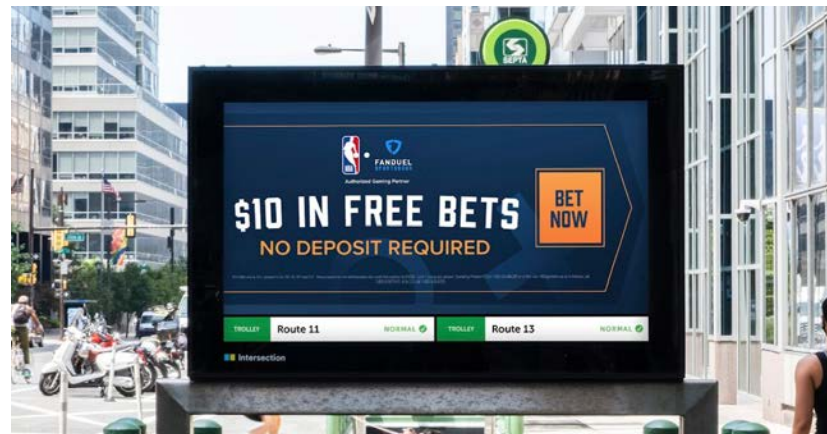 SEPTA
NBA
FANDUEL
SPORTSBOOK
Authorized Gaming Partner
$10 IN FREE BETS
NO DEPOSIT REQUIRED
BET
NOW
TROLLEY Route 11 NORMAL TROLLEY Route 13 NORMAL
Intersection